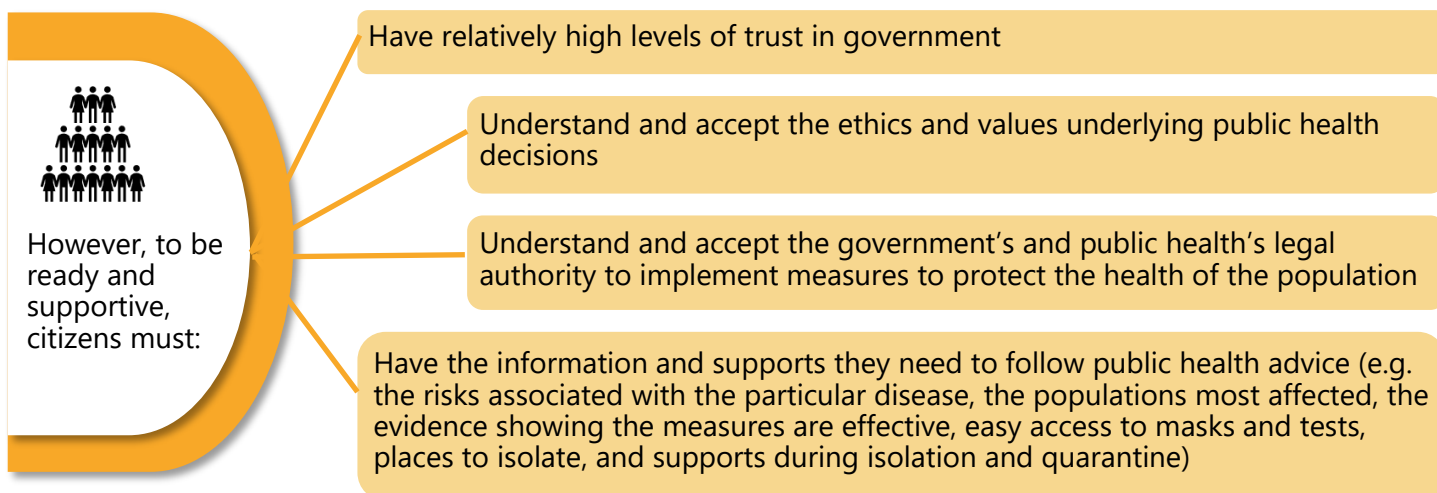 However, to be
ready and
supportive,
citizens must:
Have relatively high levels of trust in government
Understand and accept the ethics and values underlying public health
decisions
Understand and accept the government’s and public health’s legal
authority to implement measures to protect the health of the population
Have the information and supports they need to follow public health advice (e.g.
the risks associated with the particular disease, the populations most affected, the
evidence showing the measures are effective, easy access to masks and tests,
places to isolate, and supports during isolation and quarantine)